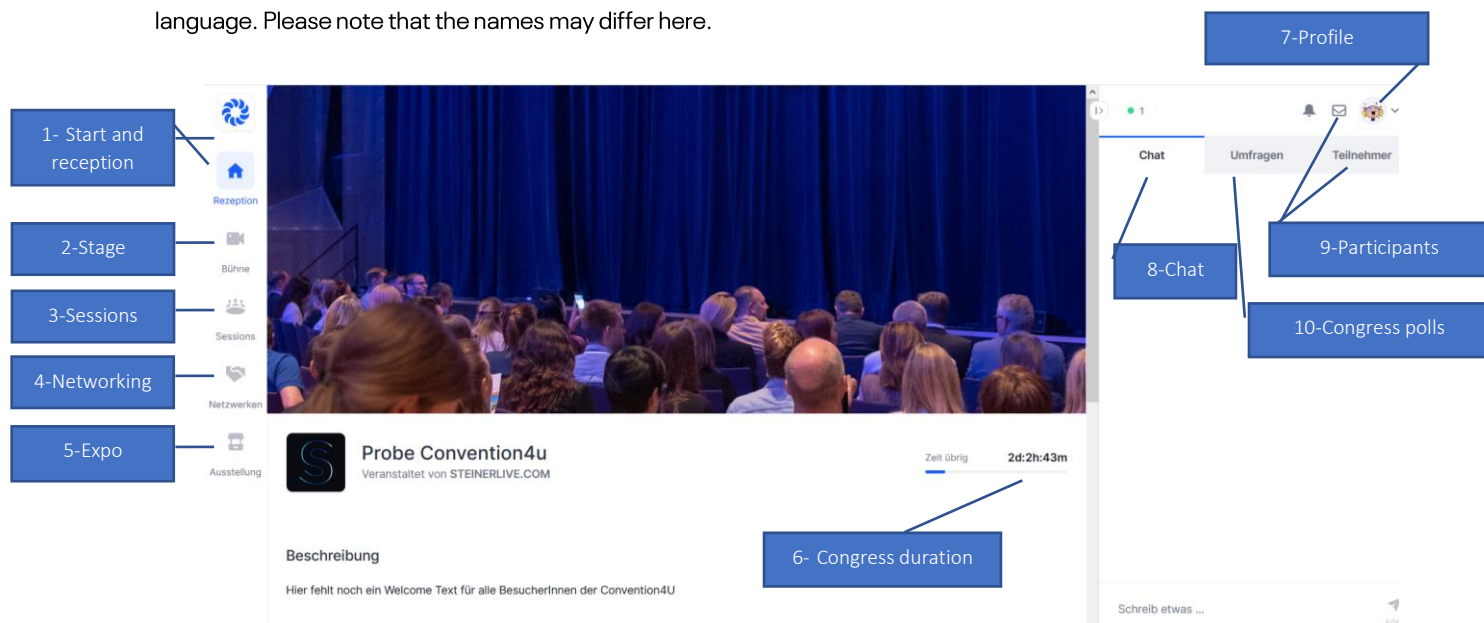 language. Please note that the names may differ here.
7-Profile
1- Start and
reception
2-Stage
3-Sessions
4-Networking
5-Expo
Rezeption
Bühne
Sessions
Netzwerken
Ausstellung
1
Chat
Umfragen
Teilnehmer
8-Chat
9-Participants
10-Congress polls
Probe Convention4u
Veranstaltet von STEINERLIVE.COM
Zeit übrig
2d:2h:43m
6- Congress duration
Beschreibung
Hier fehlt noch ein Welcome Text für alle BesucherInnen der Convention4U
Schreib etwas ...